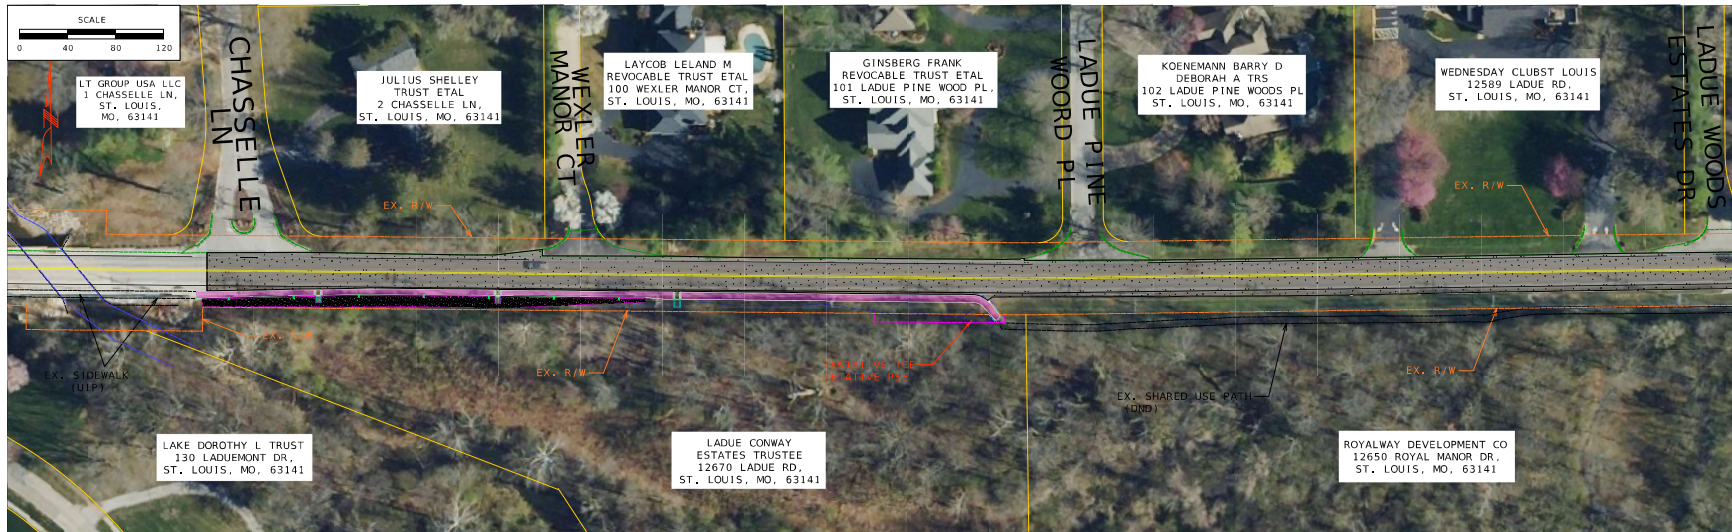 SCALE
0 40 80 120
LT GROUP USA LLC
1 CHASSELLE LN,
ST. LOUIS,
MO, 63141
CHASSELLE
LN
JULIUS SHELLEY
TRUST ETAL
2 CHASSELLE LN,
ST. LOUIS, MO, 63141
WEXLER
MANOR CT
LAYCOB LELAND M
REVOCABLE TRUST ETAL
100 WEXLER MANOR CT,
ST. LOUIS, MO, 63141
GINSBERG FRANK
REVOCABLE TRUST ETAL
101 LADUE PINE WOOD PL,
ST. LOUIS, MO, 63141
LADUE PINE
WOORD PL
KOENEMANN BARRY D
DEBORAH A TRS
102 LADUE PINE WOODS PL
ST. LOUIS, MO, 63141
WEDNESDAY CLUBST LOUIS
12589 LADUE RD,
ST. LOUIS, MO, 63141
LADUE WOODS
ESTATES DR
EX. R/W
EX. R/W
EX. SIDEWALK
(UIP)
EX. R/W
EX. R/W
EX. SHARED USE PATH
(DND)
LAKE DOROTHY L TRUST
130 LADUEMONT DR,
ST. LOUIS, MO, 63141
LADUE CONWAY
ESTATES TRUSTEE
12670 LADUE RD,
ST. LOUIS, MO, 63141
ROYALWAY DEVELOPMENT CO
12650 ROYAL MANOR DR,
ST. LOUIS, MO, 63141